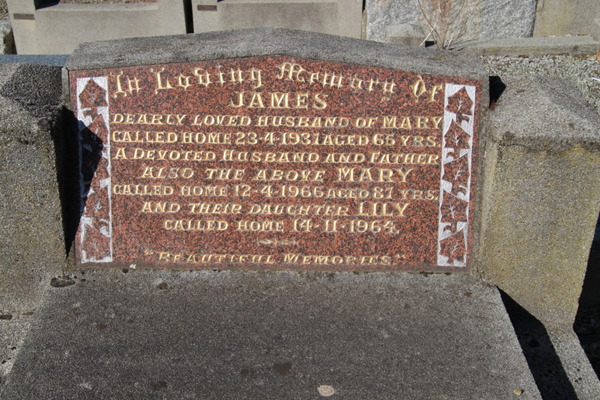 In Loving Memory Of
JAMES
DEARLY LOVED HUSBAND OF MARY
CALLED HOME 23-4-1931 AGED 65 YRS.
A DEVOTED HUSBAND AND FATHER
ALSO THE ABOVE MARY
CALLED HOME 12-4-1966 AGED 87 YRS.
AND THEIR DAUGHTER LILY
CALLED HOME 14-11-1964.
"BEAUTIFUL MEMORIES."